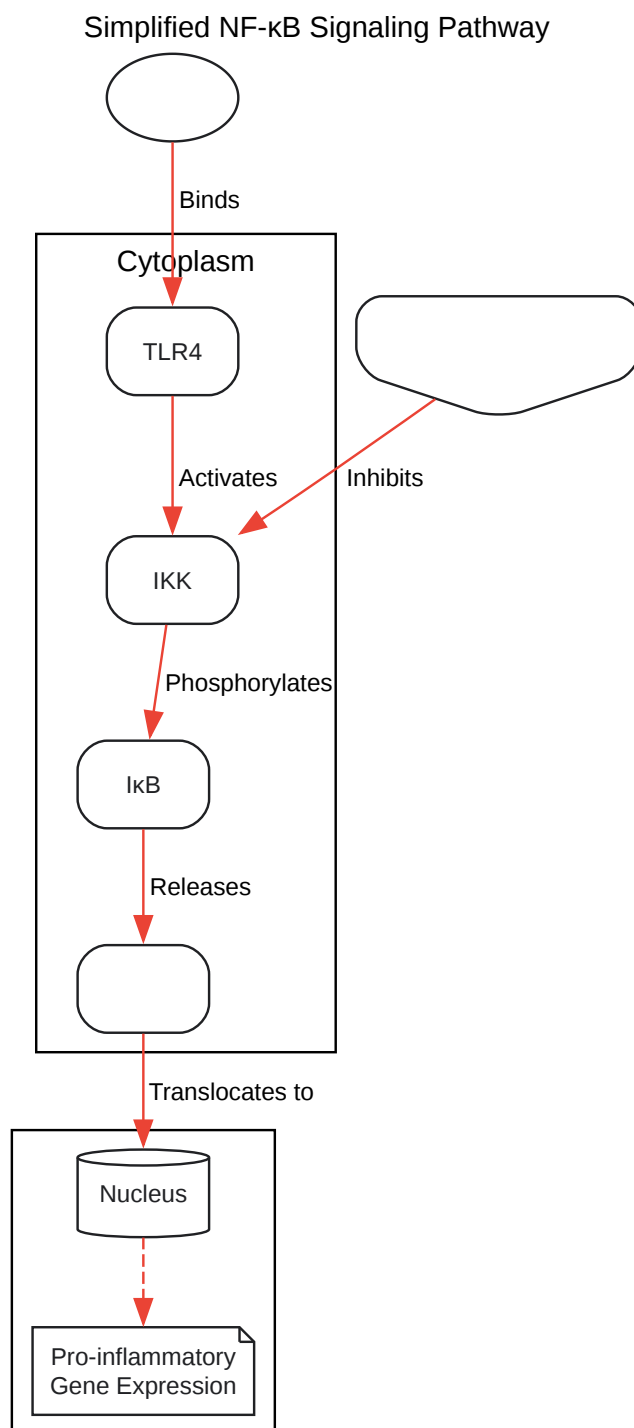 Simplified NF-κB Signaling Pathway
Binds
Cytoplasm
TLR4
Activates
Inhibits
IKK
Phosphorylates
IκB
Releases
Translocates to
Nucleus
Pro-inflammatory
Gene Expression